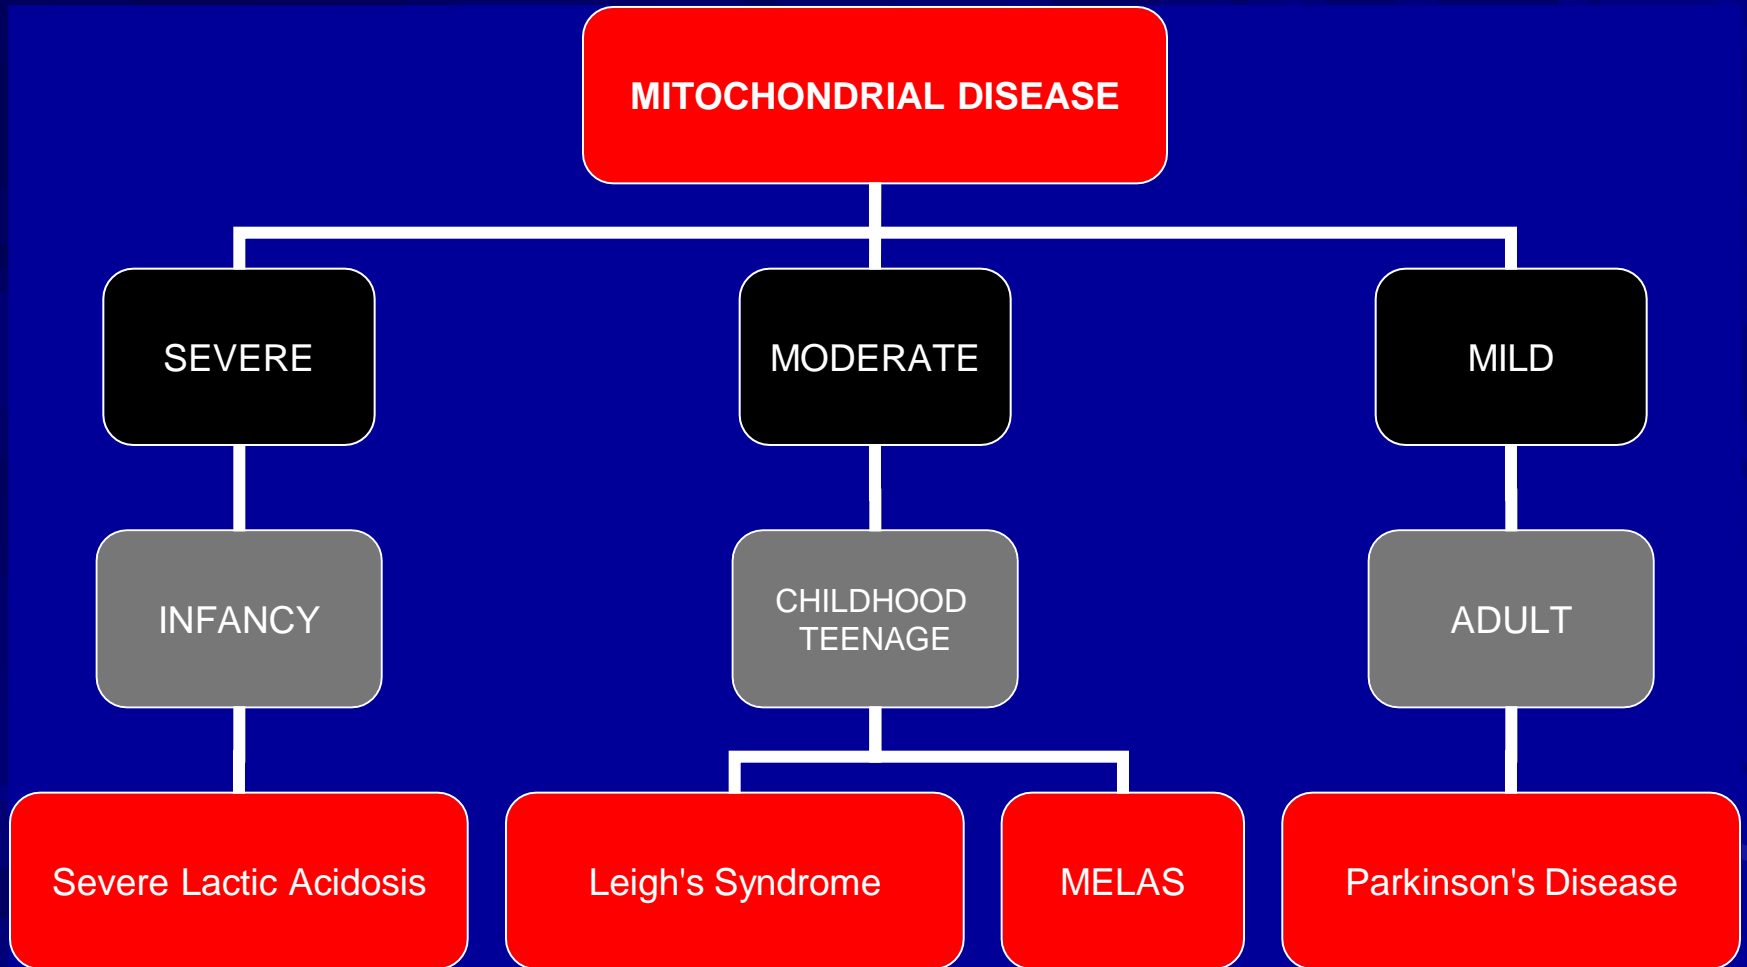 MITOCHONDRIAL DISEASE
SEVERE
MODERATE
MILD
INFANCY
CHILDHOOD
TEENAGE
ADULT
Severe Lactic Acidosis
Leigh's Syndrome
MELAS
Parkinson's Disease